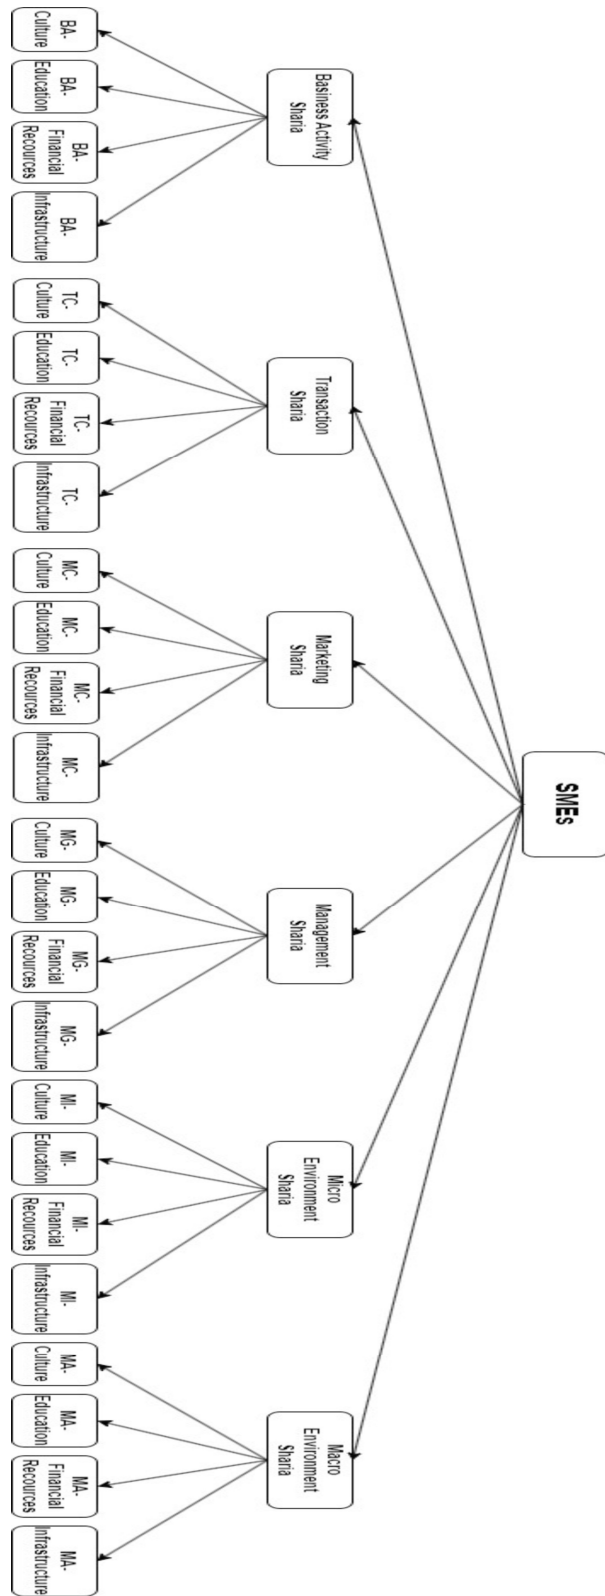 SMEs
Basiness Activity
Sharia
Transaction
Sharia
Marketing
Sharia
Management
Sharia
Micro
Environment
Sharia
Macro
Environment
Sharia
BA-
Culture
BA-
Education
BA-
Financial
Recources
BA-
Infrastructure
TC-
Culture
TC-
Education
TC-
Financial
Recources
TC-
Infrastructure
MC-
Culture
MC-
Education
MC-
Financial
Recources
MC-
Infrastructure
MG-
Culture
MG-
Education
MG-
Financial
Recources
MG-
Infrastructure
MI-
Culture
MI-
Education
MI-
Financial
Recources
MI-
Infrastructure
MA-
Culture
MA-
Education
MA-
Financial
Recources
MA-
Infrastructure